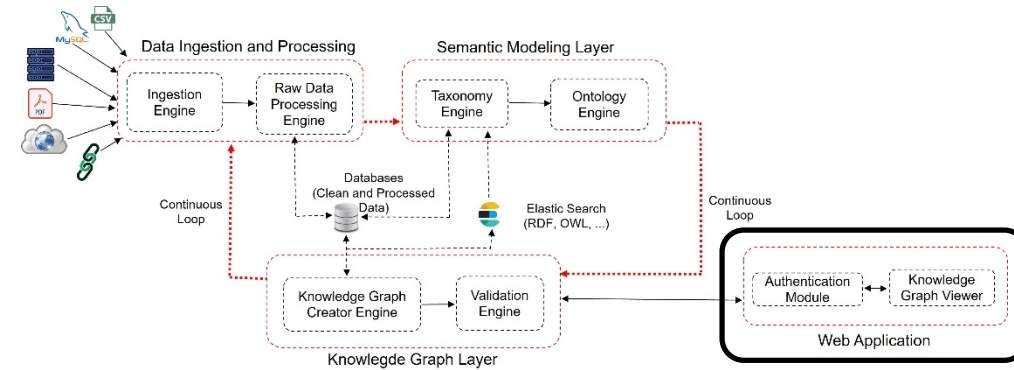 CSV
MySQL
Data Ingestion and Processing
Semantic Modeling Layer
Ingestion
Engine
Raw Data
Processing
Engine
Taxonomy
Engine
Ontology
Engine
PDF
Databases
(Clean and Processed
Data)
Elastic Search
(RDF, OWL, ...)
Continuous
Loop
Continuous
Loop
Knowledge Graph
Creator Engine
Validation
Engine
Authentication
Module
Knowledge
Graph Viewer
Web Application
Knowlegde Graph Layer